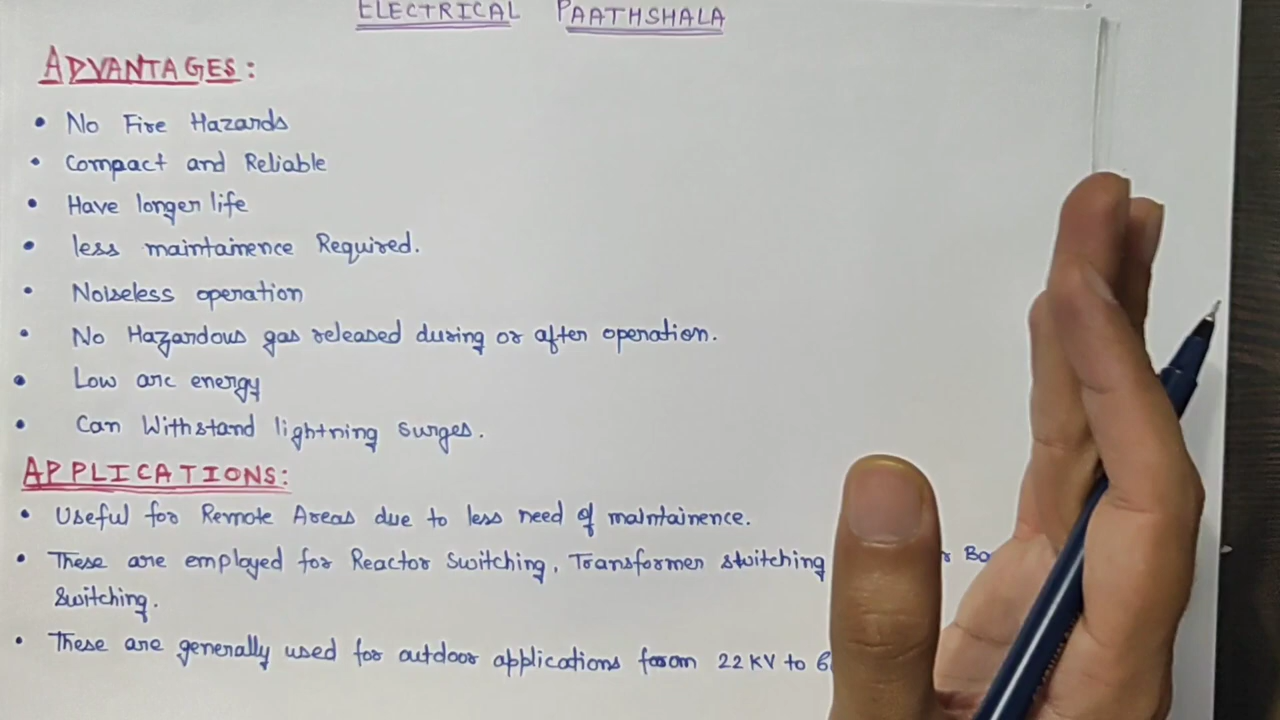 ELECTRICAL PAATHSHALA
ADVANTAGES:
• No Fire Hazards
• Compact and Reliable
• Have longer life
• less maintainence Required.
• Noiseless operation
• No Hazardous gas released during or after operation.
• Low arc energy
• Can Withstand lightning surges.
APPLICATIONS:
• Useful for Remote Areas due to less need of maintainence.
• These are employed for Reactor Switching, Transformer switching
Switching.
• These are generally used for outdoor applications from 22 KV to